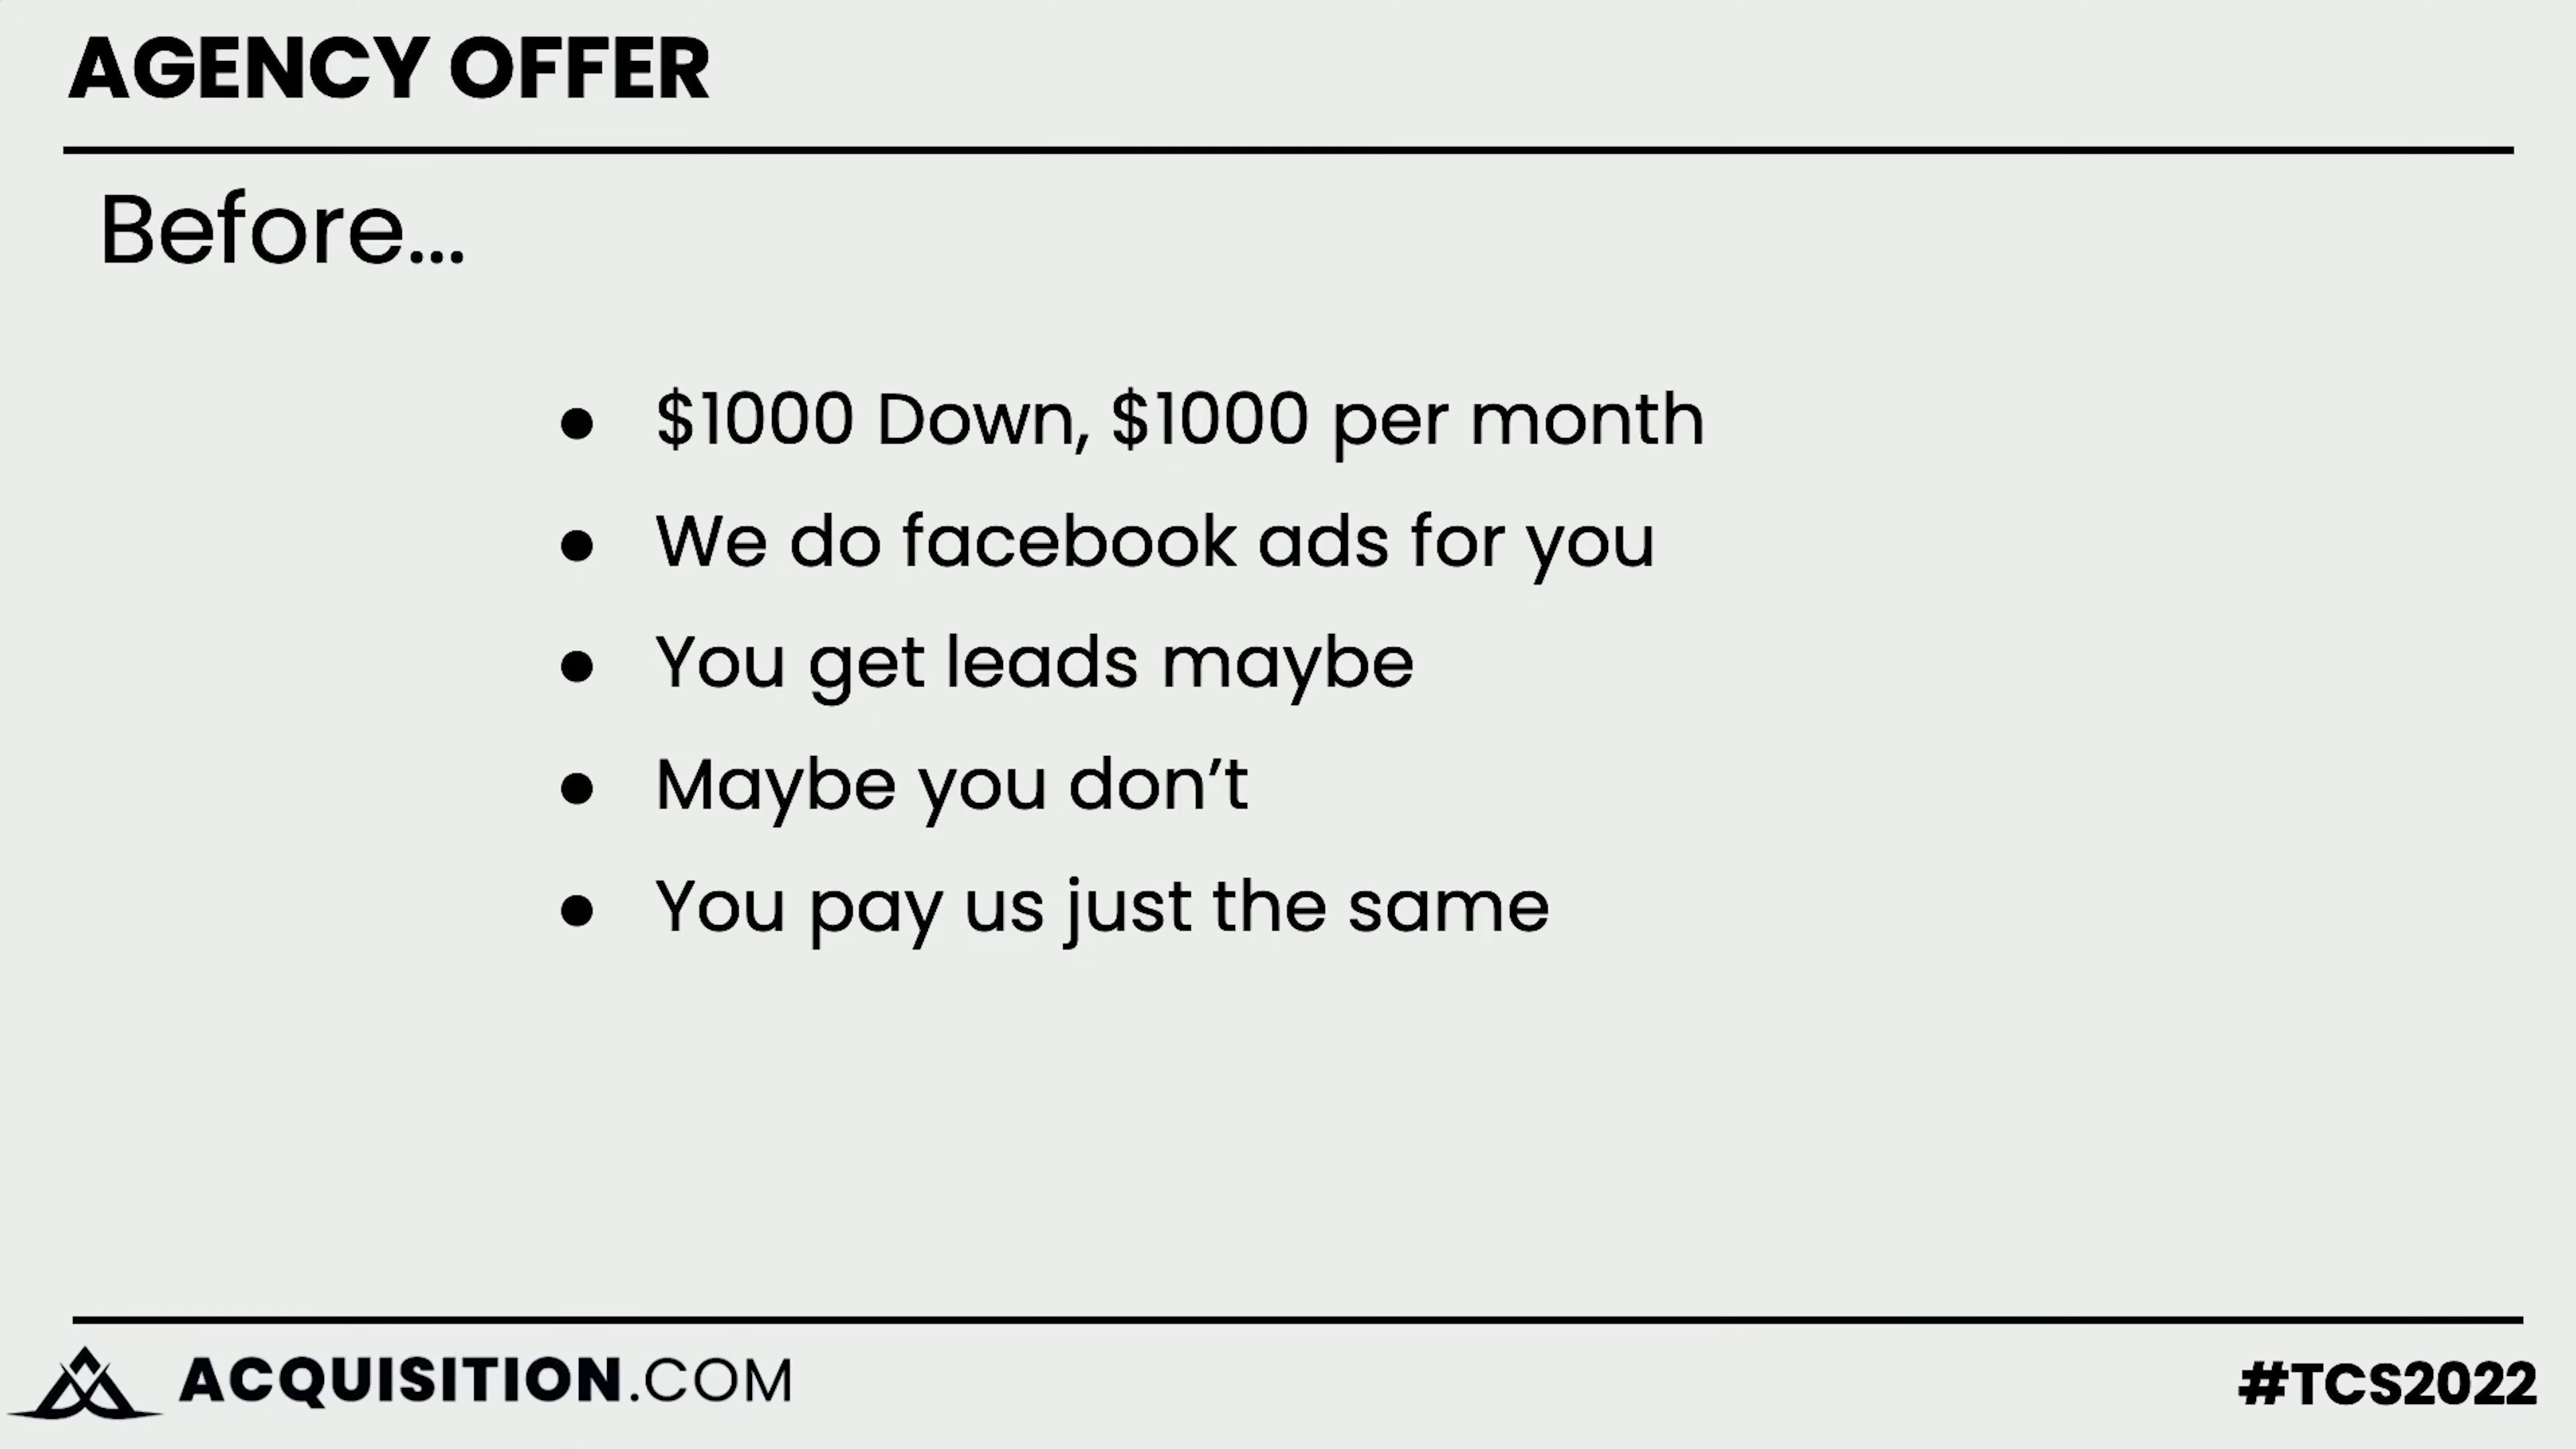 AGENCY OFFER
Before...
● $1000 Down, $1000 per month
● We do facebook ads for you
● You get leads maybe
● Maybe you don’t
● You pay us just the same
ACQUISITION.COM
#TCS2022